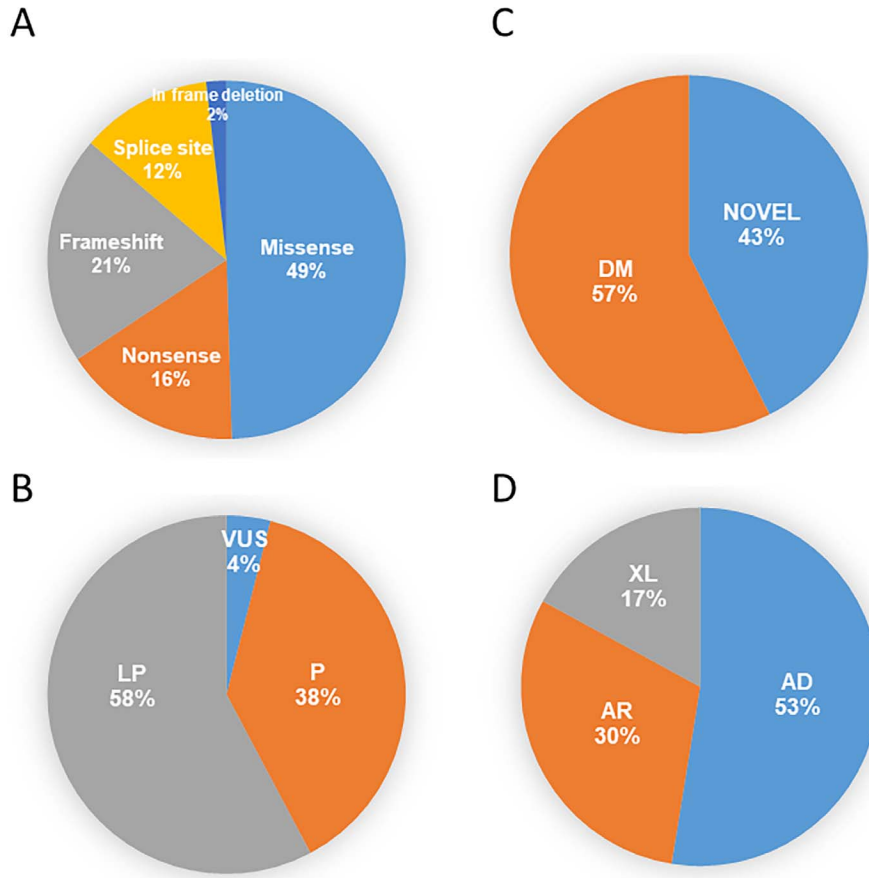 A
In frame deletion
2%
Splice site
12%
Frameshift
21%
Missense
49%
Nonsense
16%
C
NOVEL
43%
DM
57%
B
VUS
4%
LP
58%
P
38%
D
XL
17%
AD
53%
AR
30%